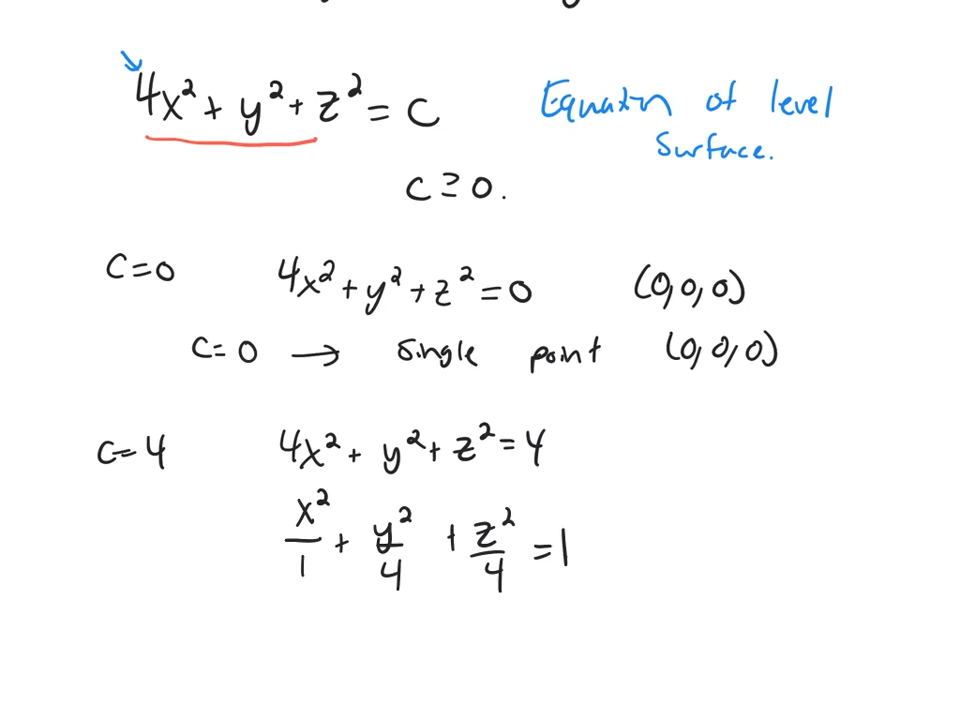 4x² + y² + z² = C
Equation of level
Surface.
C ≥ 0.
C=0 4x² + y² + z² = 0 (0, 0, 0)
C=0 → single point (0, 0, 0)
C=4 4x² + y² + z² = 4
x²/1 + y²/4 + z²/4 = 1